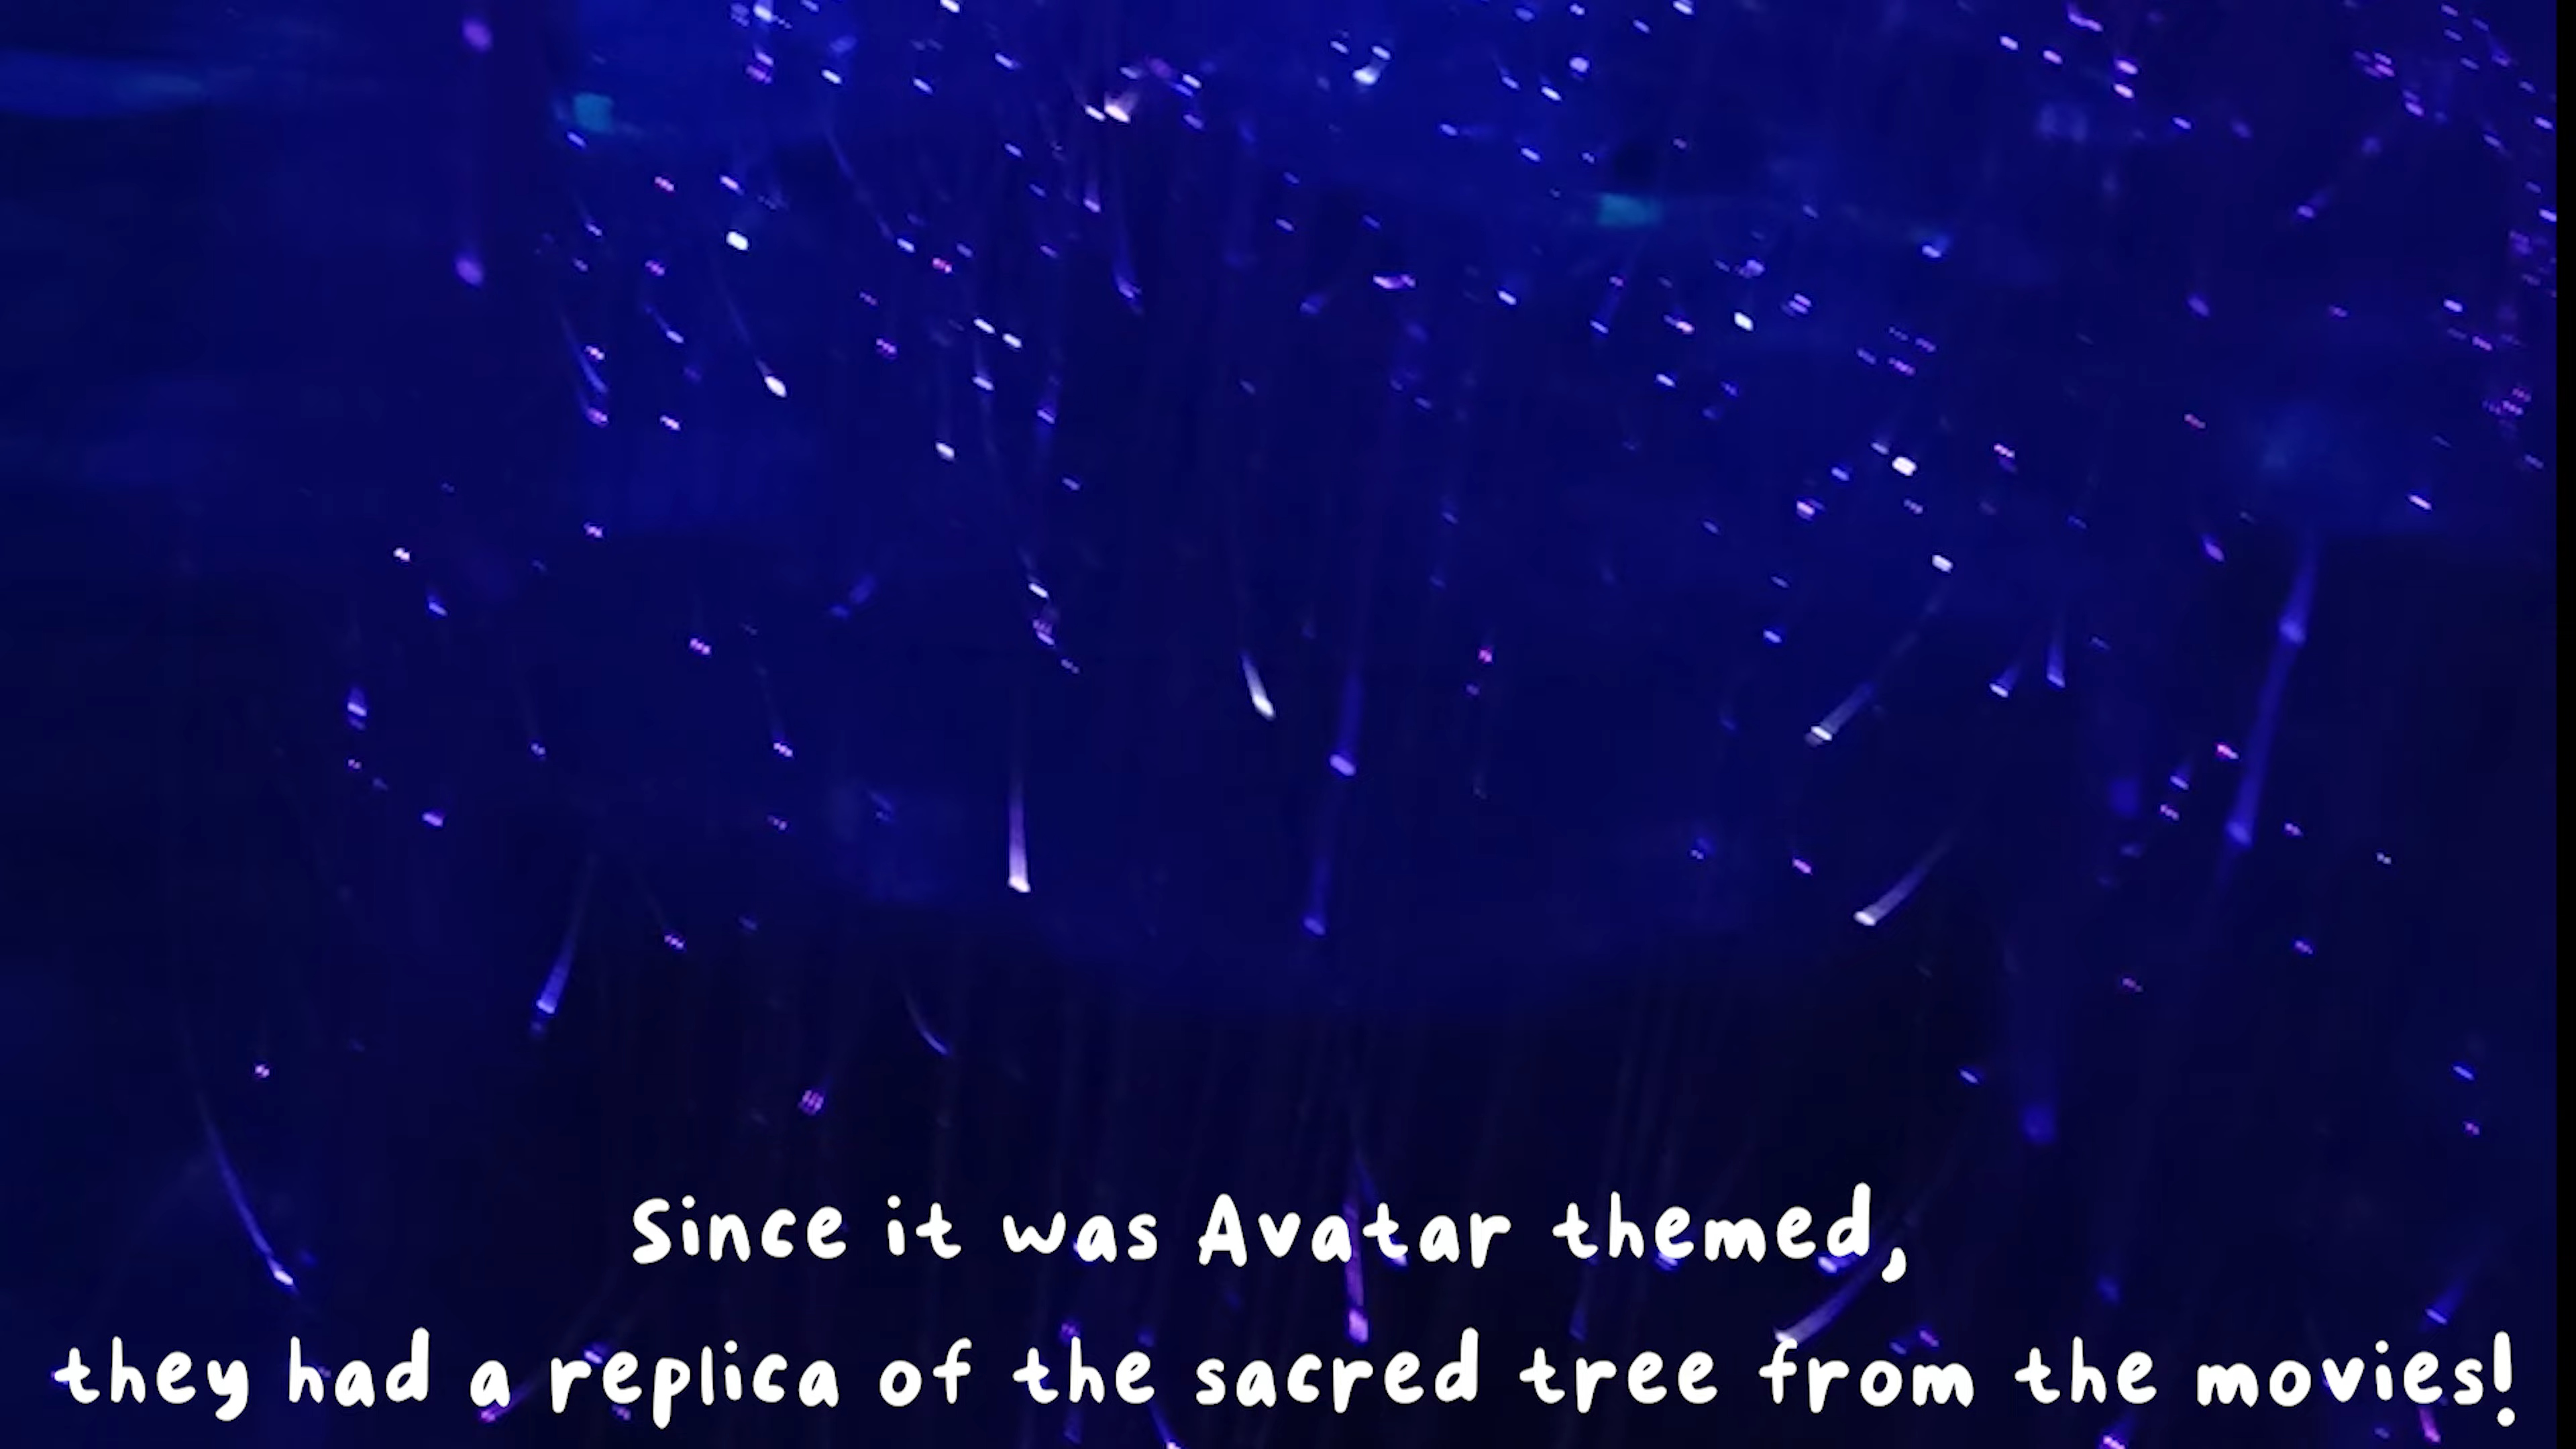 Since it was Avatar themed,
they had a replica of the sacred tree from the movies!